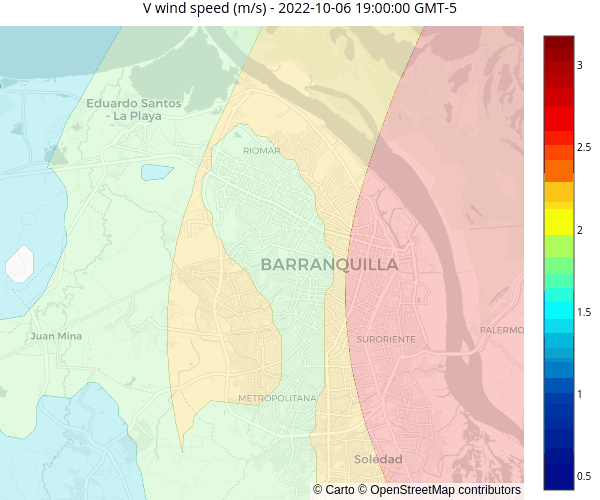 V wind speed (m/s) - 2022-10-06 19:00:00 GMT-5
3
2.5
2
1.5
1
0.5
Eduardo Santos
- La Playa
RIOMAR
BARRANQUILLA
Juan Mina
SURORIENTE
PALERMO
METROPOLITANA
Soledad
© Carto © OpenStreetMap contributors